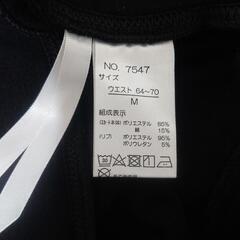 NO. 7547
サイズ
ウエスト 64〜70
M
組成表示
ポリエステル 85%
綿 15%
(リブ) ポリエステル 95%
ポリウレタン 5%